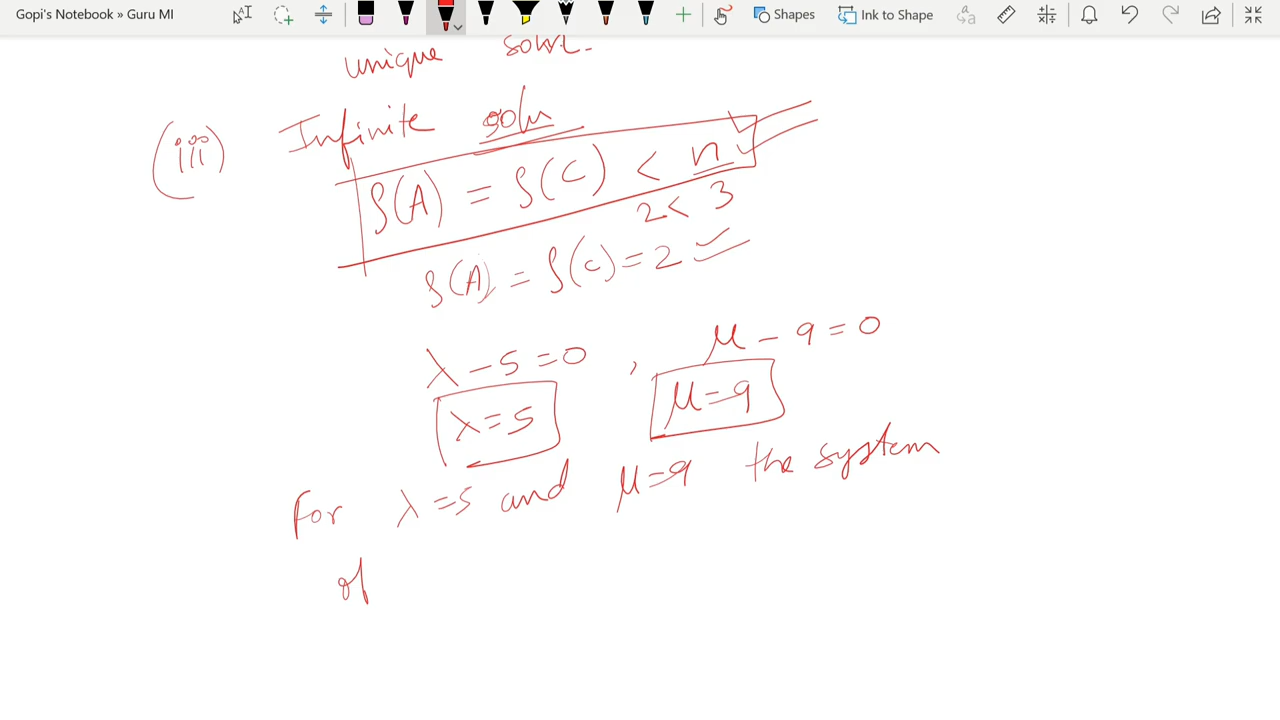 Gopi's Notebook » Guru MI
Shapes
Ink to Shape
unique soln.
(iii) Infinite soln
ρ(A) = ρ(C) < n
2 < 3
ρ(A) = ρ(C) = 2
λ - 5 = 0 , μ - 9 = 0
λ = 5 μ = 9
For λ = 5 and μ = 9 the system
of